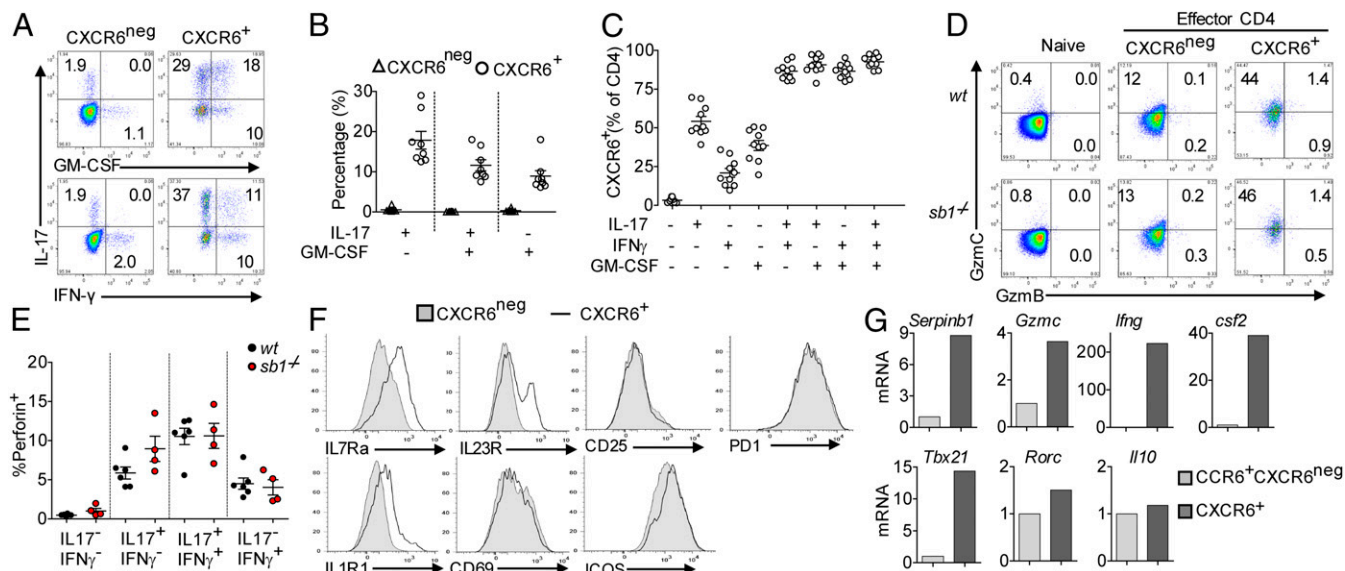 A
CXCR6neg CXCR6+
1.9 0.0
1.1
29 18
10
GM-CSF
1.9 0.0
2.0
37 11
10
IL-17
IFN-γ
B
CXCR6neg CXCR6+
Percentage (%)
30
20
10
0
IL-17 + + -
GM-CSF - + +
C
CXCR6+(% of CD4)
100
75
50
25
0
IL-17 - + - - + + - +
IFNγ - - + - + - + +
GM-CSF - - - + - + + +
D
Effector CD4
Naive CXCR6neg CXCR6+
wt
0.4 0.0
0.0
12 0.1
0.2
44 1.4
0.9
sb1-/-
0.8 0.0
0.0
13 0.2
0.3
46 1.4
0.5
GzmC
GzmB
E
wt
sb1-/-
%Perforin+
20
15
10
5
0
IL17- IL17+ IL17+ IL17-
IFNγ- IFNγ- IFNγ+ IFNγ+
F
CXCR6neg CXCR6+
IL7Ra IL23R CD25 PD1
IL1R1 CD69 ICOS
G
Serpinb1 Gzmc Ifng csf2
mRNA
9
6
3
0
4
2
0
200
100
0
40
30
20
10
0
Tbx21 Rorc Il10
mRNA
15
10
5
0
2
1
0
2
1
0
CCR6+CXCR6neg
CXCR6+